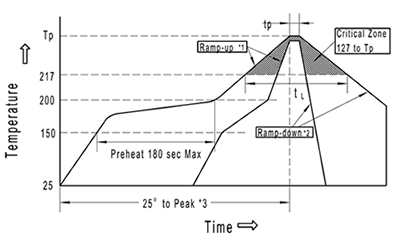 tp
Tp
Ramp-up *1
Critical Zone
127 to Tp
217
Temperature
200
t L
150
Ramp-down *2
Preheat 180 sec Max
25
25° to Peak *3
Time